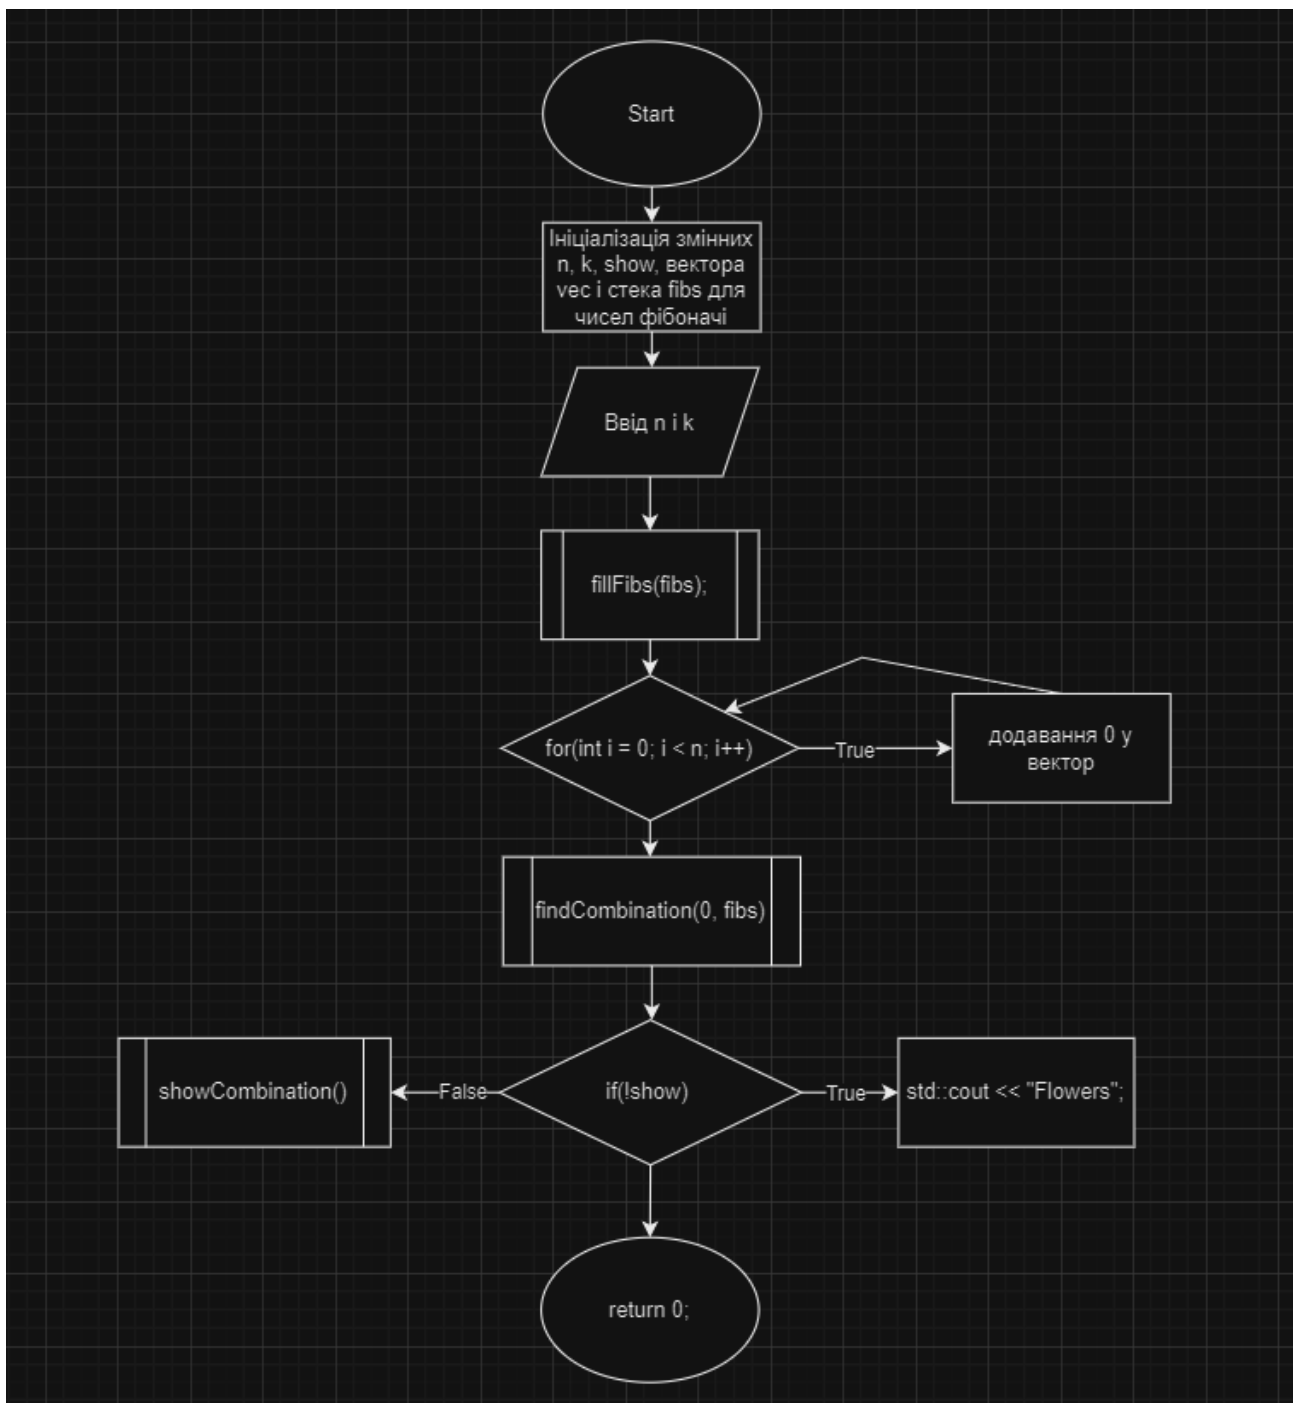 Start
Ініціалізація змінних
n, k, show, вектора
vec і стека fibs для
чисел фібоначі
Ввід n i k
fillFibs(fibs);
for(int i = 0; i < n; i++)
True
додавання 0 у
вектор
findCombination(0, fibs)
showCombination()
False
if(!show)
True
std::cout << "Flowers";
return 0;